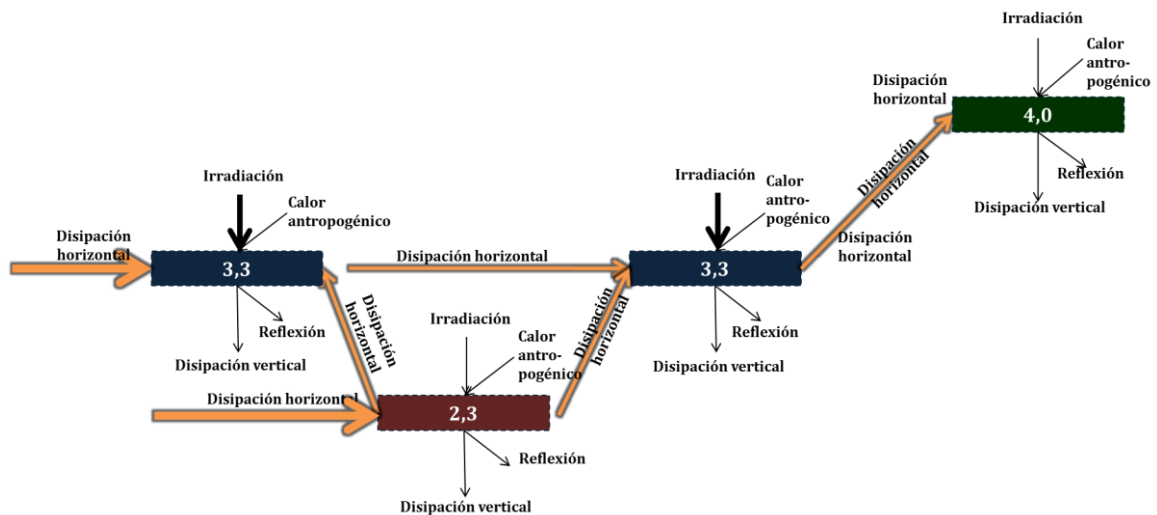 Irradiación
Calor
antro-
pogénico
Disipación
horizontal
4,0
Disipación
horizontal
Reflexión
Disipación vertical
Irradiación
Calor
antropogénico
Disipación
horizontal
3,3
Reflexión
Disipación vertical
Disipación
horizontal
Disipación horizontal
Irradiación
Calor
antro-
pogénico
3,3
Disipación
horizontal
Reflexión
Disipación vertical
Disipación
horizontal
Irradiación
Calor
antro-
pogénico
Disipación horizontal
2,3
Reflexión
Disipación vertical